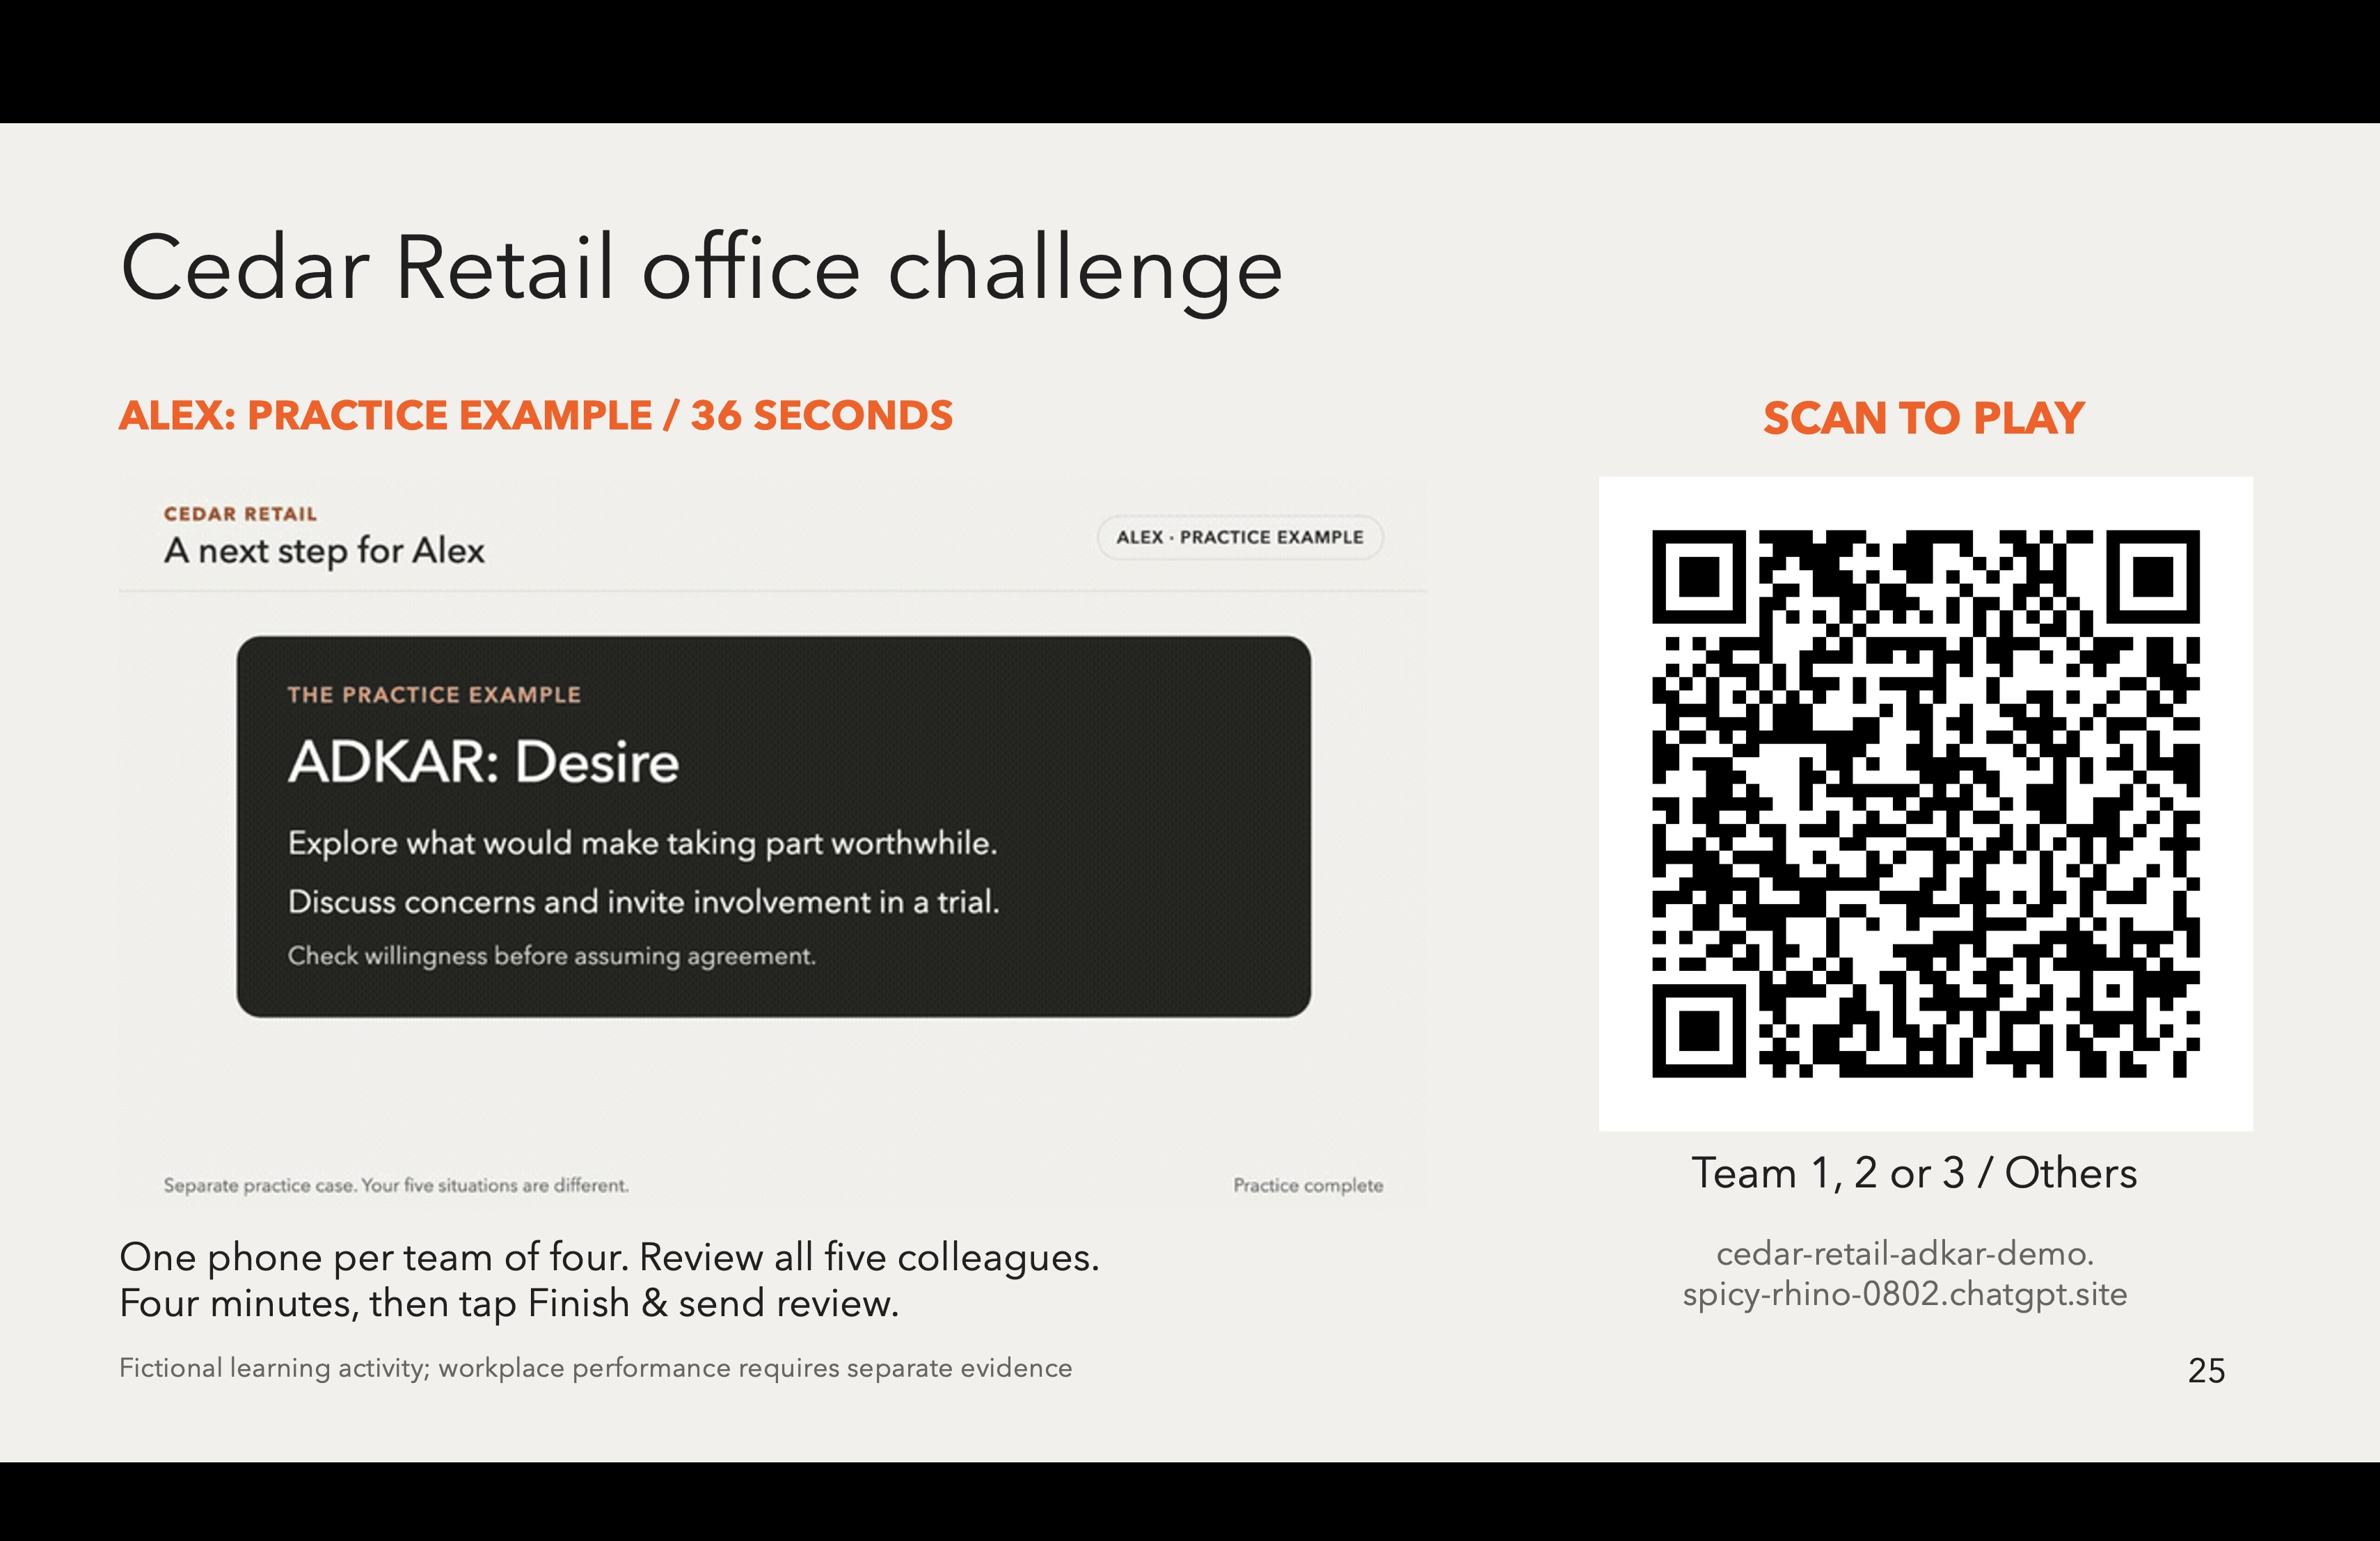 Cedar Retail office challenge
ALEX: PRACTICE EXAMPLE / 36 SECONDS
CEDAR RETAIL
A next step for Alex
ALEX · PRACTICE EXAMPLE
THE PRACTICE EXAMPLE
ADKAR: Desire
Explore what would make taking part worthwhile.
Discuss concerns and invite involvement in a trial.
Check willingness before assuming agreement.
Separate practice case. Your five situations are different.
Practice complete
One phone per team of four. Review all five colleagues.
Four minutes, then tap Finish & send review.
Fictional learning activity; workplace performance requires separate evidence
SCAN TO PLAY
Team 1, 2 or 3 / Others
cedar-retail-adkar-demo.
spicy-rhino-0802.chatgpt.site
25